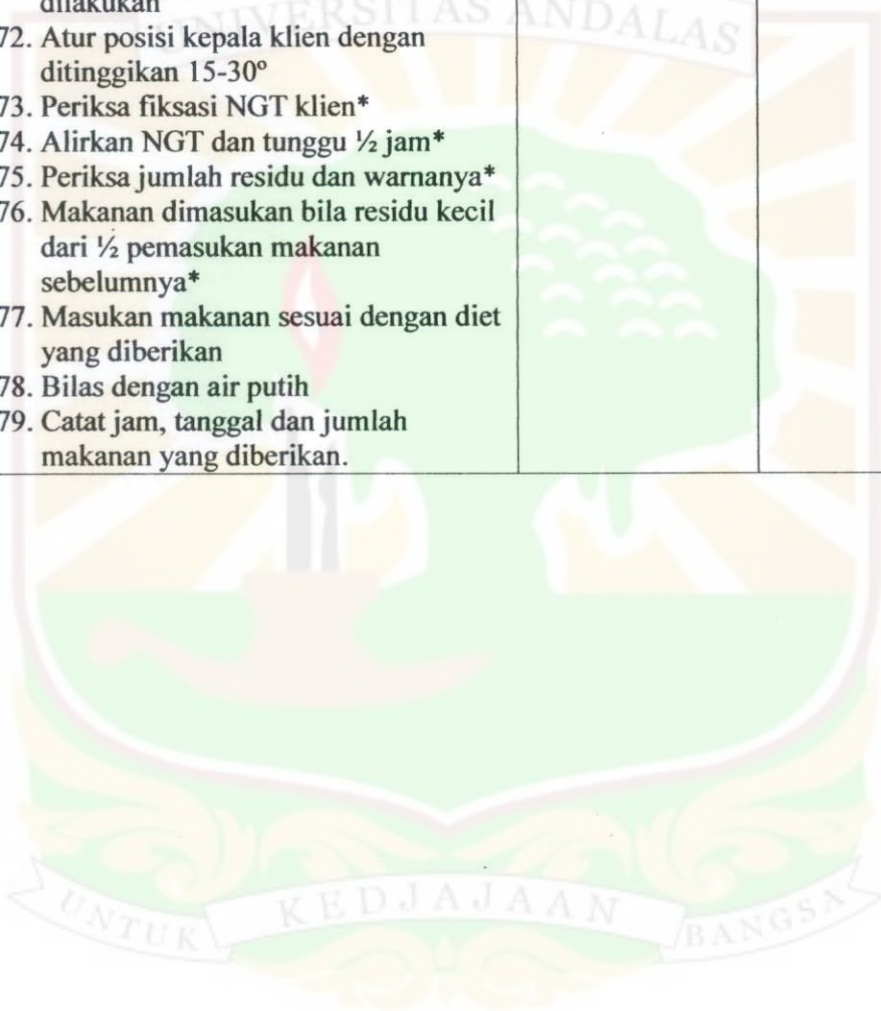 dilakukan
UNIVERSITAS ANDALAS
72. Atur posisi kepala klien dengan
ditinggikan 15-30°
73. Periksa fiksasi NGT klien*
74. Alirkan NGT dan tunggu ½ jam*
75. Periksa jumlah residu dan warnanya*
76. Makanan dimasukan bila residu kecil
dari ½ pemasukan makanan
sebelumnya*
77. Masukan makanan sesuai dengan diet
yang diberikan
78. Bilas dengan air putih
79. Catat jam, tanggal dan jumlah
makanan yang diberikan.
UNTUK KEDJAJAAN BANGSA